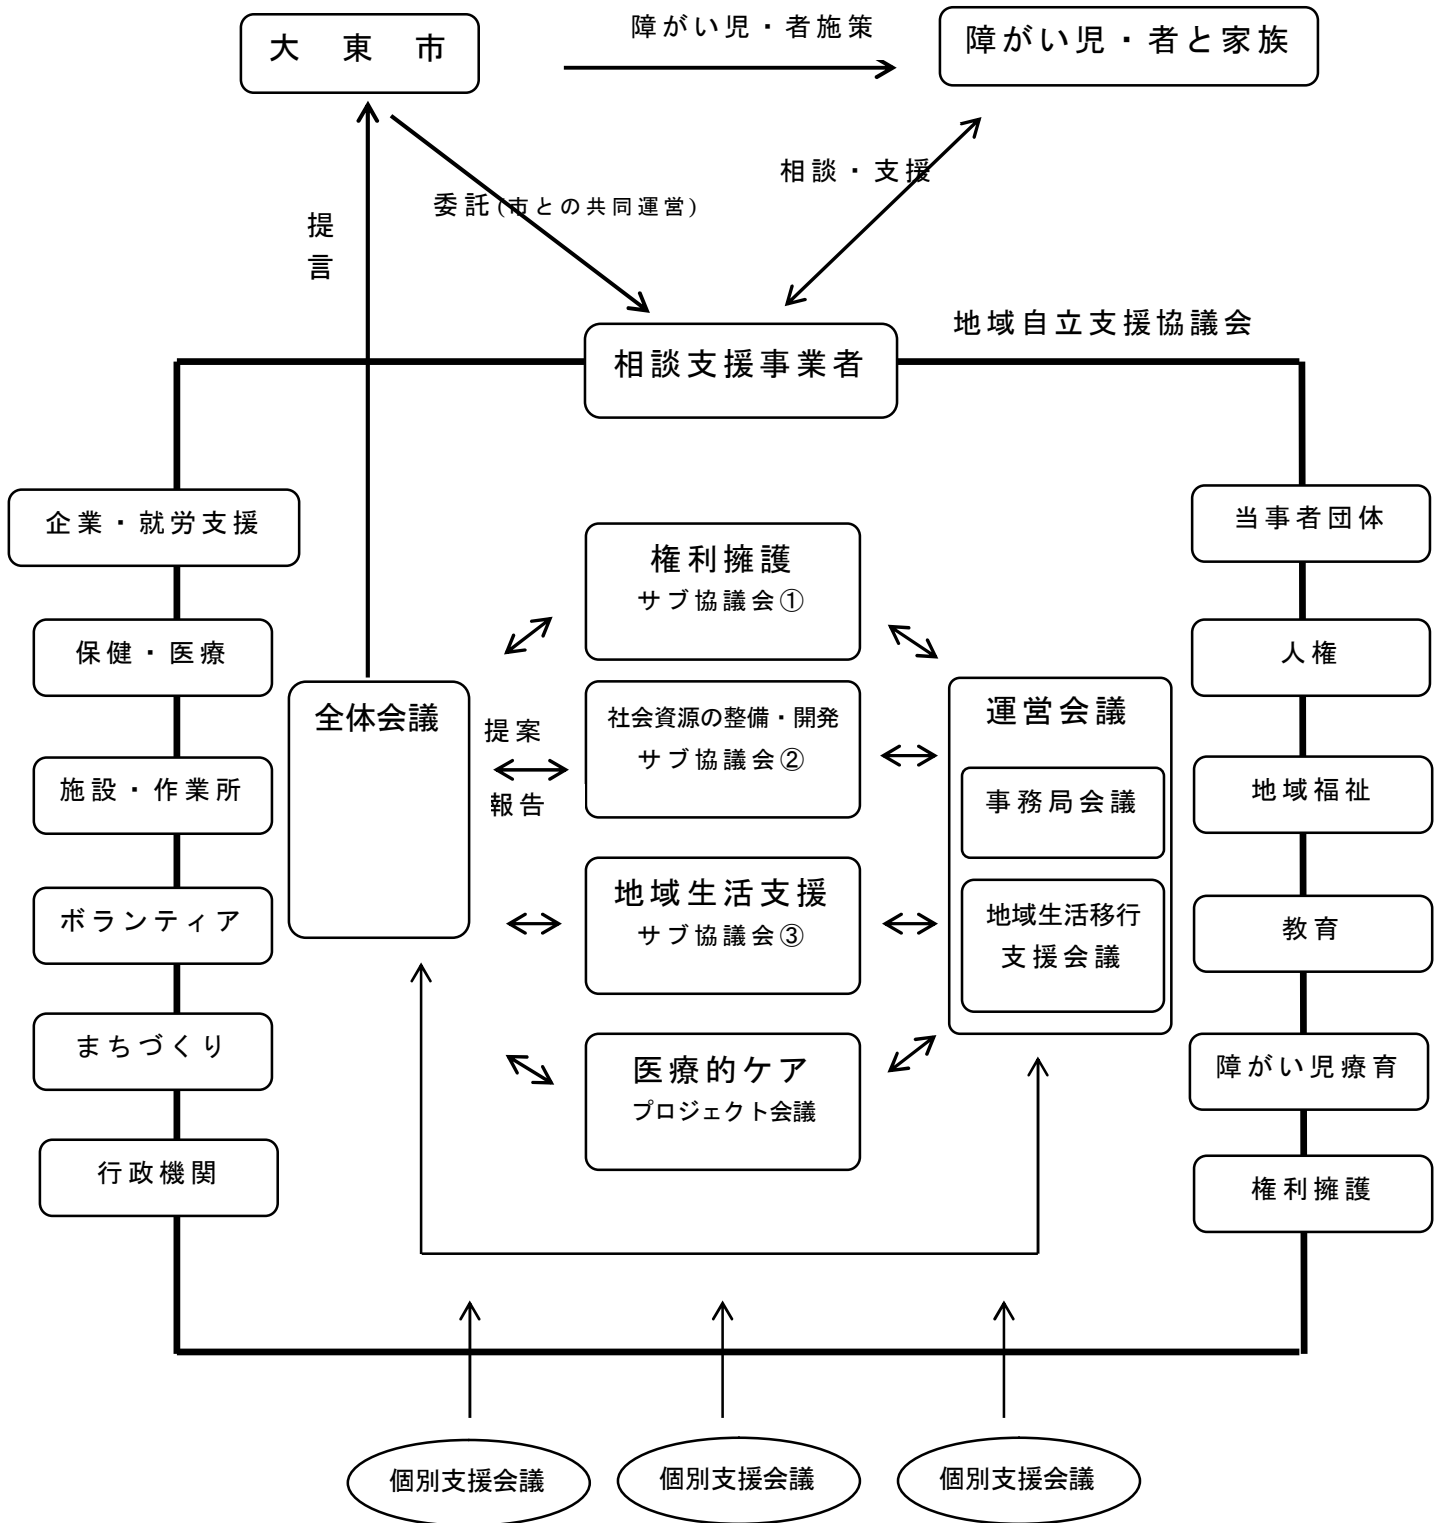 大東市
障がい児・者施策
障がい児・者と家族
相談・支援
委託(市との共同運営)
提言
地域自立支援協議会
相談支援事業者
企業・就労支援
保健・医療
施設・作業所
ボランティア
まちづくり
行政機関
全体会議
提案
報告
権利擁護
サブ協議会①
社会資源の整備・開発
サブ協議会②
地域生活支援
サブ協議会③
医療的ケア
プロジェクト会議
運営会議
事務局会議
地域生活移行
支援会議
当事者団体
人権
地域福祉
教育
障がい児療育
権利擁護
個別支援会議
個別支援会議
個別支援会議